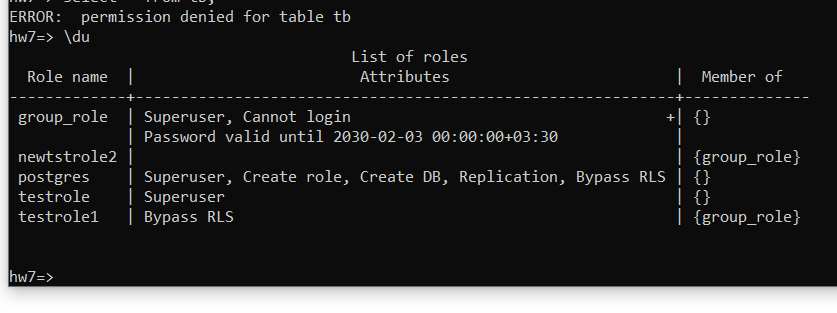 ERROR:  permission denied for table tb
hw7=> \du
                                      List of roles
  Role name  |                         Attributes                         |  Member of
-------------+------------------------------------------------------------+--------------
 group_role  | Superuser, Cannot login                                   +| {}
             | Password valid until 2030-02-03 00:00:00+03:30             |
 newtstrole2 |                                                            | {group_role}
 postgres    | Superuser, Create role, Create DB, Replication, Bypass RLS | {}
 testrole    | Superuser                                                  | {}
 testrole1   | Bypass RLS                                                 | {group_role}
hw7=>